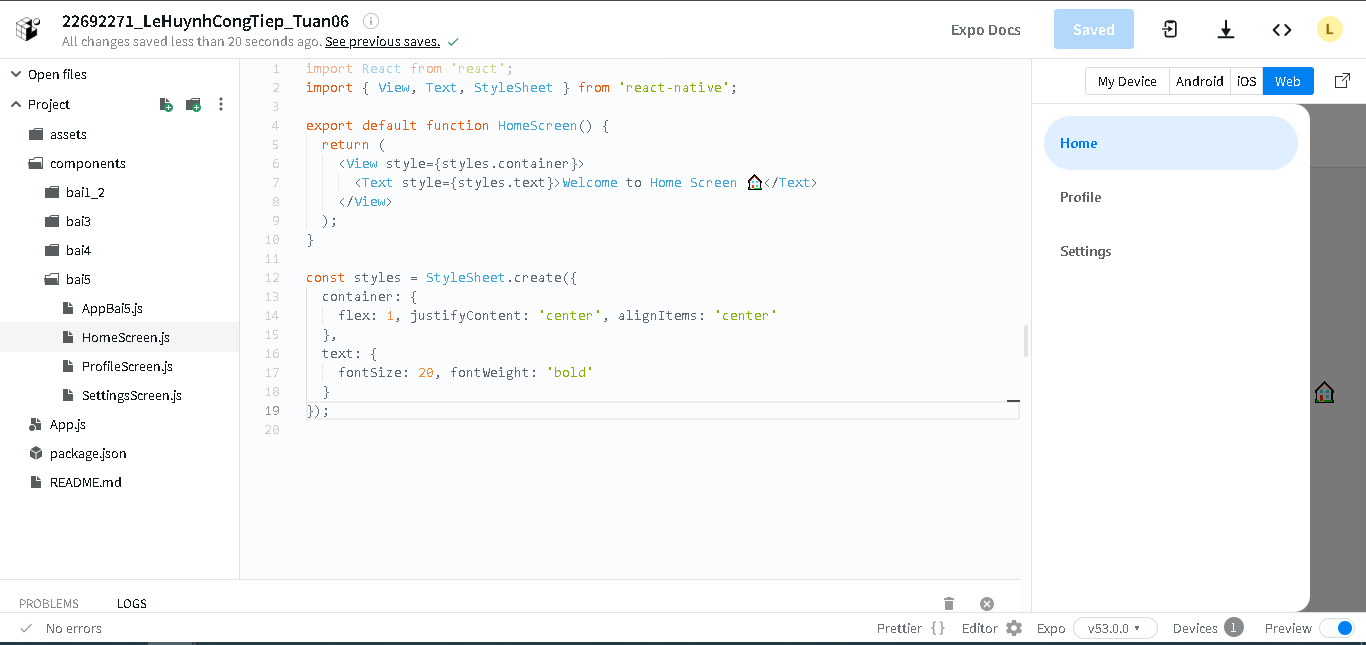 22692271_LeHuynhCongTiep_Tuan06
All changes saved less than 20 seconds ago. See previous saves.
Expo Docs
Saved
L
Open files
Project
assets
components
bai1_2
bai3
bai4
bai5
AppBai5.js
HomeScreen.js
ProfileScreen.js
SettingsScreen.js
App.js
package.json
README.md
1 import React from 'react';
2 import { View, Text, StyleSheet } from 'react-native';
3
4 export default function HomeScreen() {
5 return (
6 <View style={styles.container}>
7 <Text style={styles.text}>Welcome to Home Screen 🏠</Text>
8 </View>
9 );
10 }
11
12 const styles = StyleSheet.create({
13 container: {
14 flex: 1, justifyContent: 'center', alignItems: 'center'
15 },
16 text: {
17 fontSize: 20, fontWeight: 'bold'
18 }
19 });
20
My Device Android iOS Web
Home
Profile
Settings
PROBLEMS LOGS
No errors
Prettier {} Editor Expo v53.0.0 Devices 1 Preview